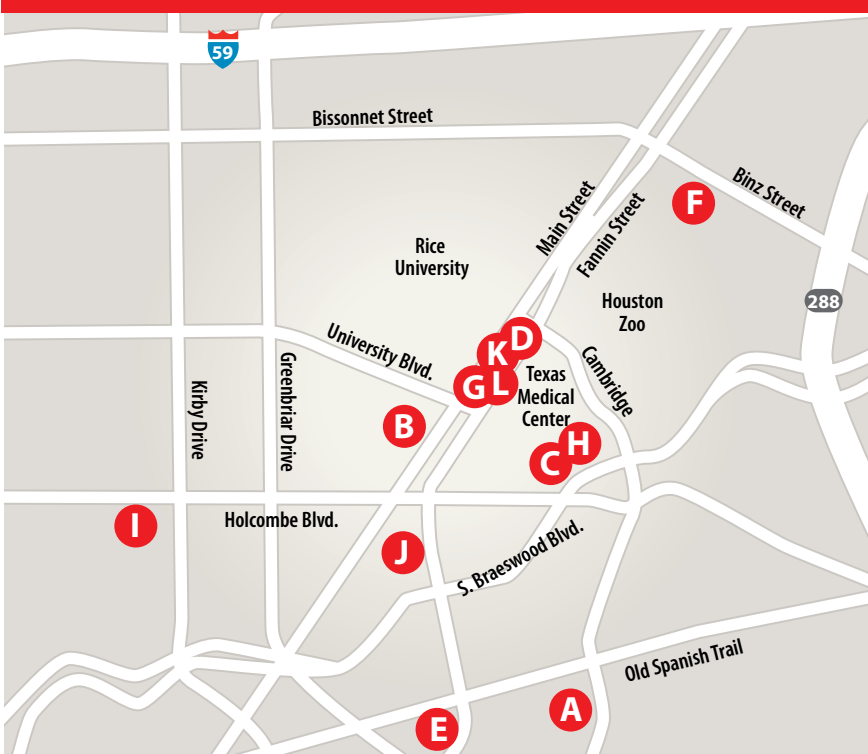 59
Bissonnet Street
Binz Street
F
Main Street
Fannin Street
Rice
University
Houston
Zoo
288
University Blvd.
D
K
Cambridge
Kirby Drive
Greenbriar Drive
G
L
Texas
Medical
Center
B
H
C
I
Holcombe Blvd.
J
S. Braeswood Blvd.
Old Spanish Trail
E
A